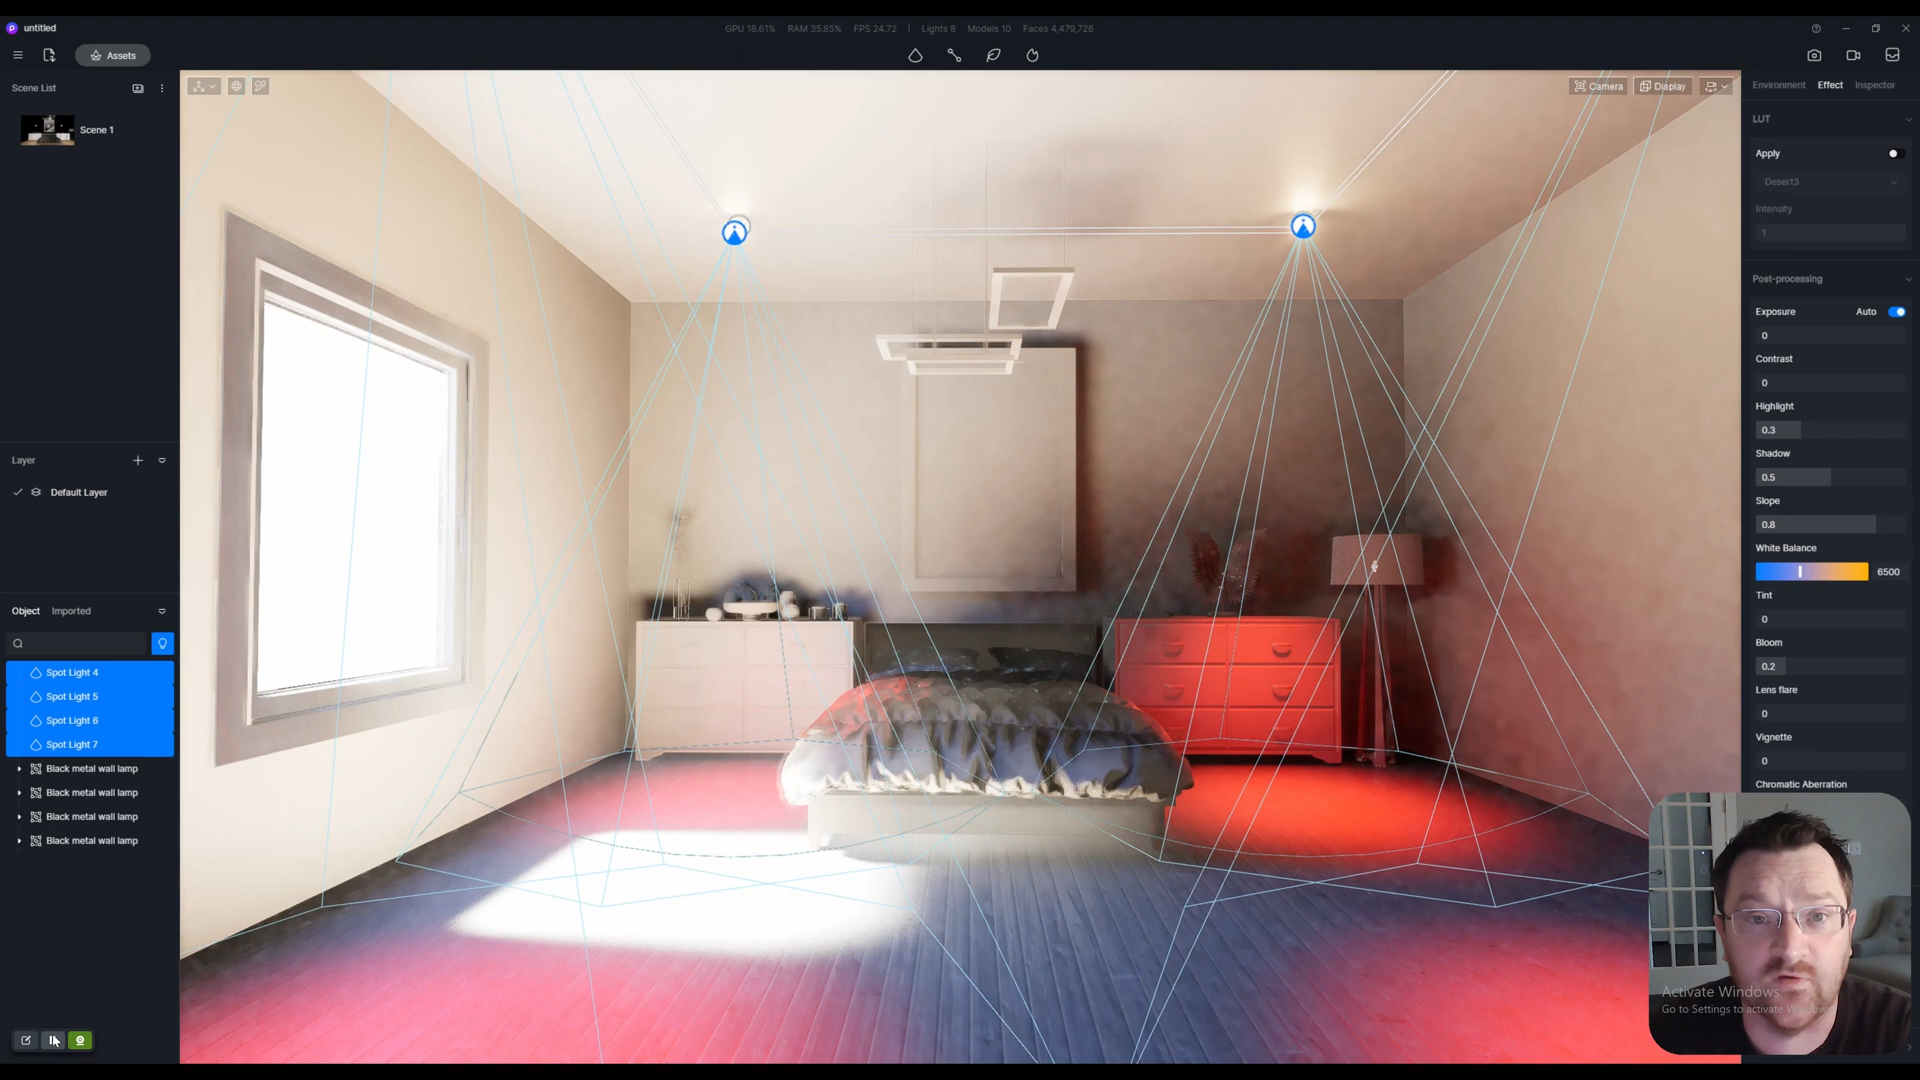 untitled
GPU 18.61% RAM 35.85% FPS 24.72 | Lights 8 Models 10 Faces 4,479,726
Assets
Scene List
Scene 1
Camera
Display
Environment Effect Inspector
LUT
Apply
Desert3
Intensity
1
Post-processing
Exposure Auto
0
Contrast
0
Highlight
0.3
Shadow
0.5
Slope
0.8
White Balance
6500
Tint
0
Bloom
0.2
Lens flare
0
Vignette
0
Chromatic Aberration
Layer
Default Layer
Object Imported
Spot Light 4
Spot Light 5
Spot Light 6
Spot Light 7
Black metal wall lamp
Black metal wall lamp
Black metal wall lamp
Black metal wall lamp
Activate Windows
Go to Settings to activate Windows.